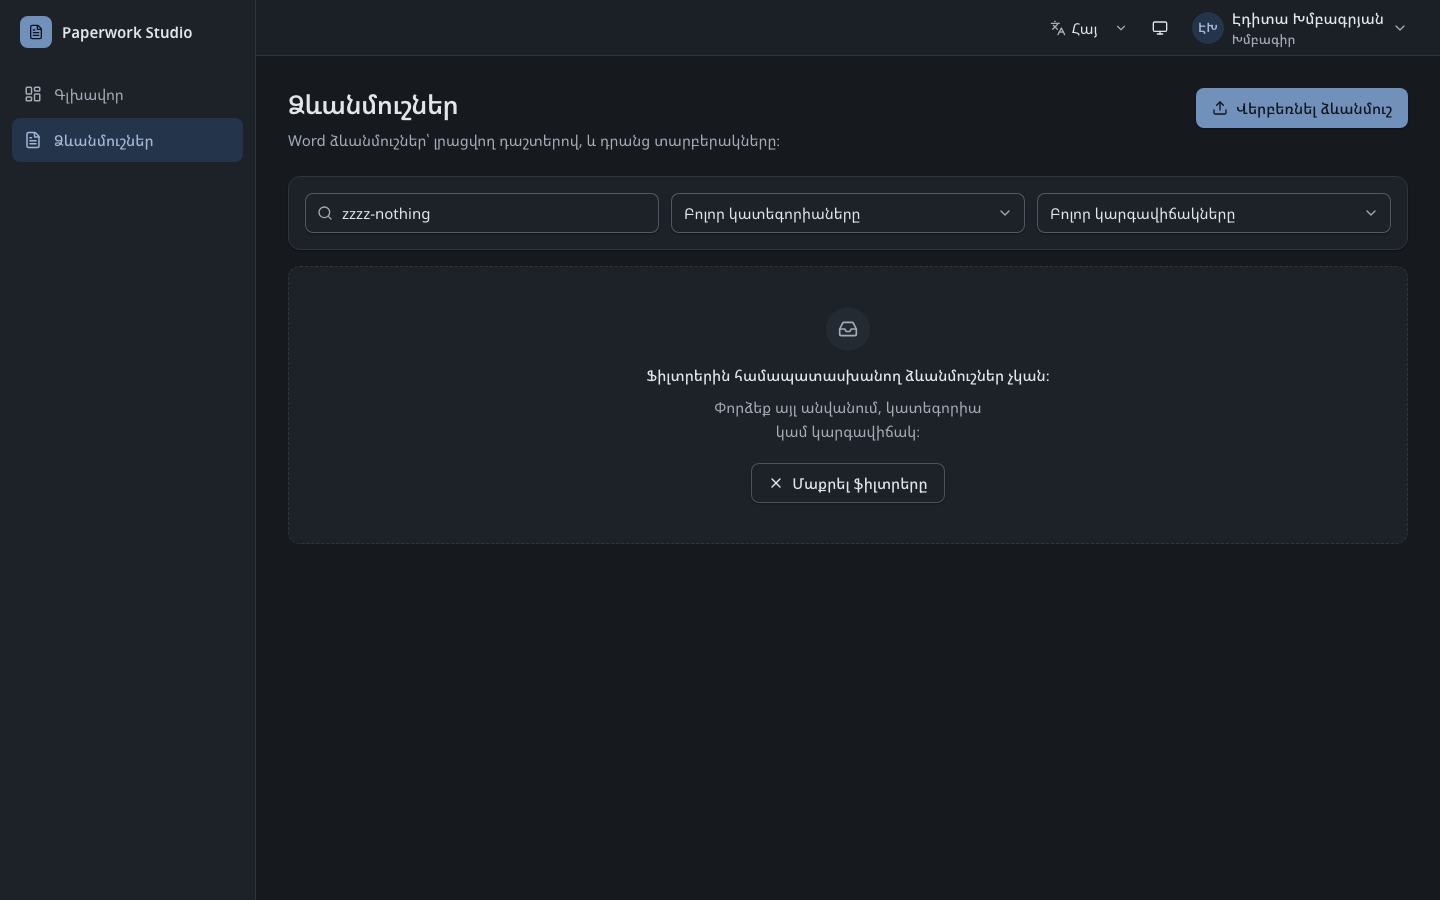 Paperwork Studio
Հայ
ԷԽ
Էդիտա Խմբագրյան
Խմբագիր
Գլխավոր
Ձևանմուշներ
Ձևանմուշներ
Word ձևանմուշներ՝ լրացվող դաշտերով, և դրանց տարբերակները։
Վերբեռնել ձևանմուշ
zzzz-nothing
Բոլոր կատեգորիաները
Բոլոր կարգավիճակները
Ֆիլտրերին համապատասխանող ձևանմուշներ չկան։
Փորձեք այլ անվանում, կատեգորիա
կամ կարգավիճակ։
Մաքրել ֆիլտրերը